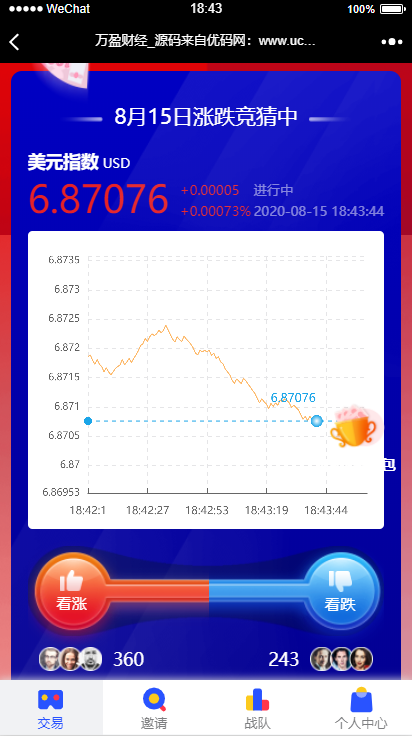 WeChat 18:43 100%
万盈财经_源码来自优码网：www.uc...
8月15日涨跌竞猜中
美元指数 USD
6.87076 +0.00005 进行中
+0.00073% 2020-08-15 18:43:44
6.8735
6.873
6.8725
6.872
6.8715
6.871
6.8705
6.87
6.86953
6.87076
包
18:42:1 18:42:27 18:42:53 18:43:19 18:43:44
看涨 看跌
360 243
交易 邀请 战队 个人中心